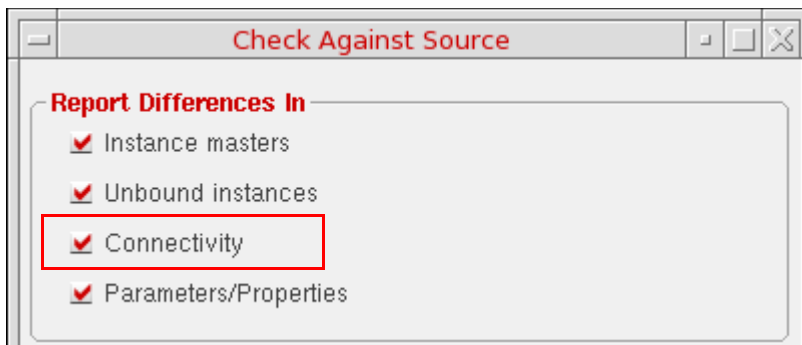 Check Against Source
Report Differences In
Instance masters
Unbound instances
Connectivity
Parameters/Properties